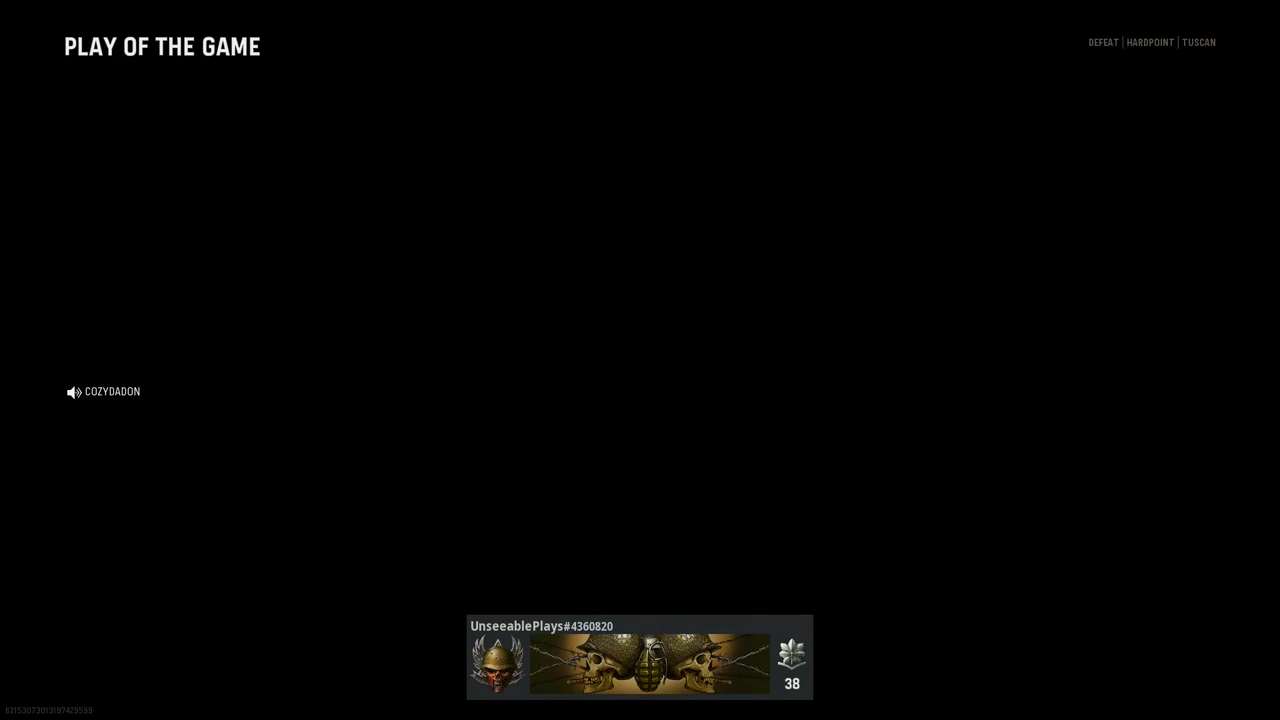 PLAY OF THE GAME
DEFEAT | HARDPOINT | TUSCAN
COZYDADON
UnseeablePlays#4360820
38